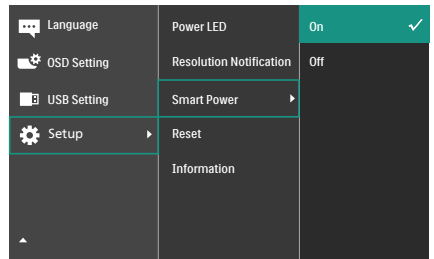 Language
OSD Setting
USB Setting
Setup
Power LED
Resolution Notification
Smart Power
Reset
Information
On
Off